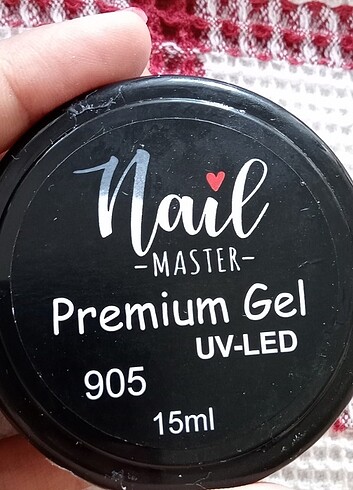 Nail
-MASTER-
Premium Gel
UV-LED
905
15ml